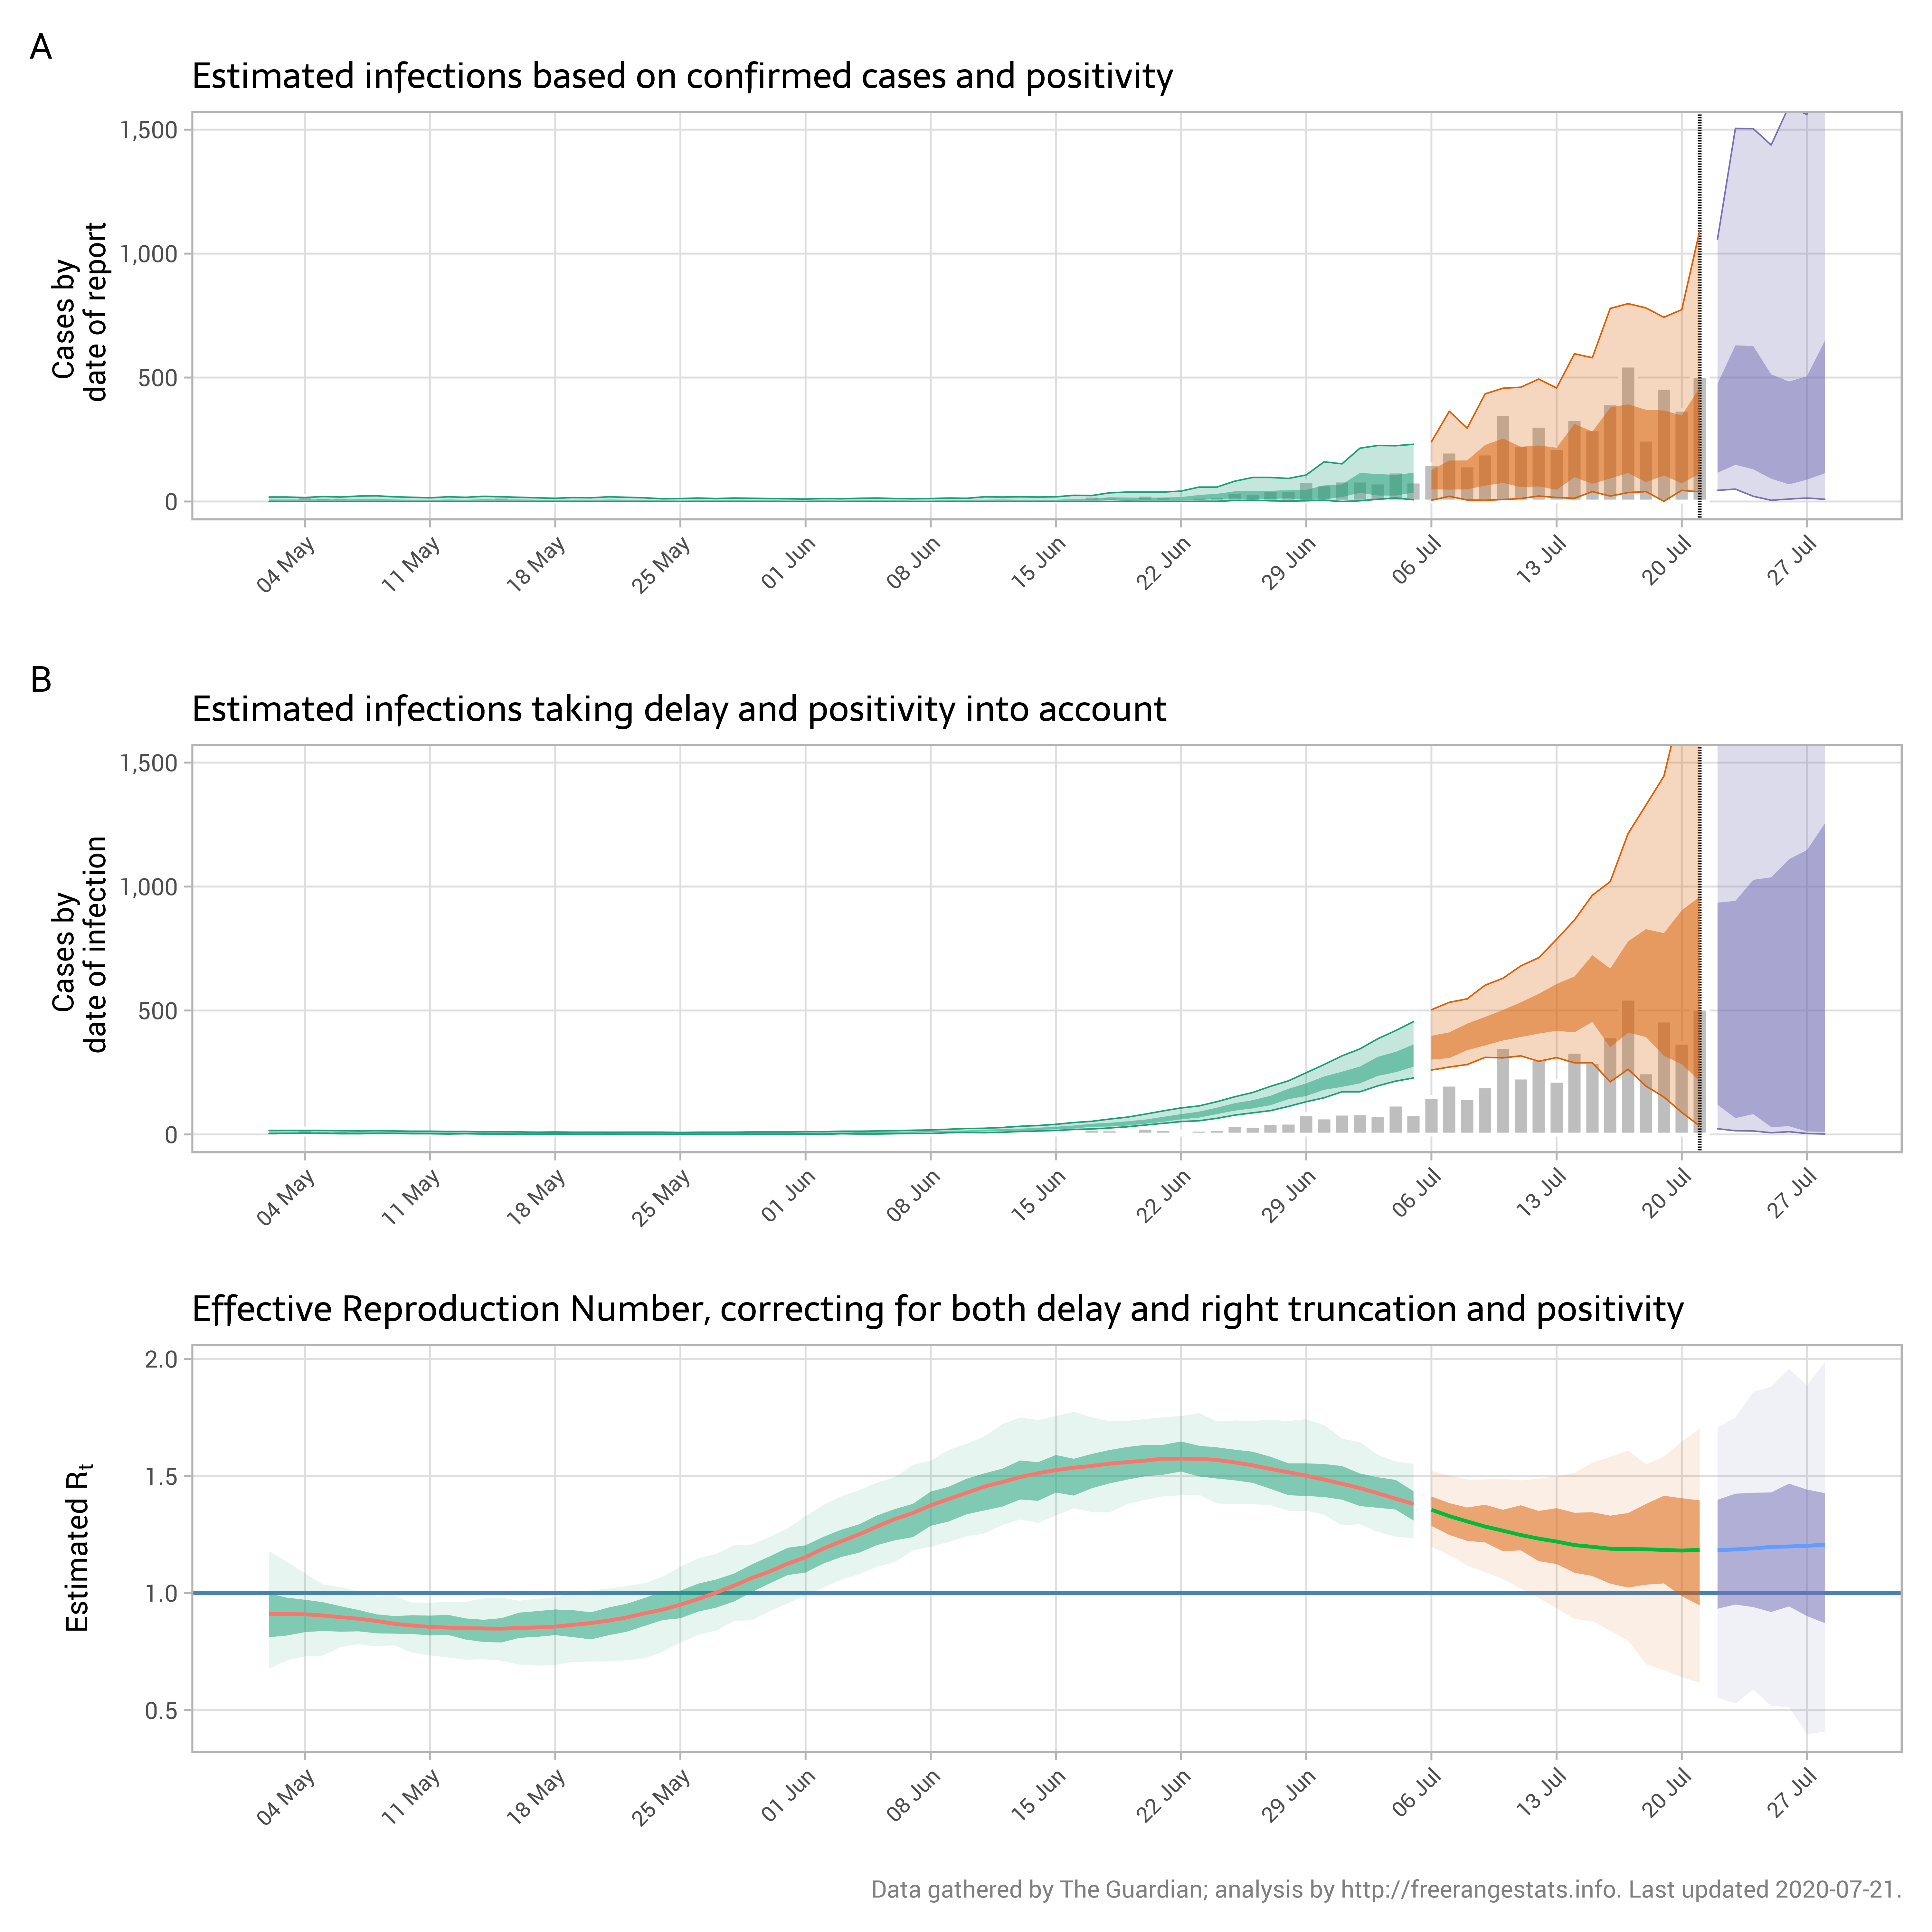 A
Estimated infections based on confirmed cases and positivity
Cases by
date of report
1,500
1,000
500
0
04 May
11 May
18 May
25 May
01 Jun
08 Jun
15 Jun
22 Jun
29 Jun
06 Jul
13 Jul
20 Jul
27 Jul
B
Estimated infections taking delay and positivity into account
Cases by
date of infection
1,500
1,000
500
0
04 May
11 May
18 May
25 May
01 Jun
08 Jun
15 Jun
22 Jun
29 Jun
06 Jul
13 Jul
20 Jul
27 Jul
Effective Reproduction Number, correcting for both delay and right truncation and positivity
Estimated Rt
2.0
1.5
1.0
0.5
04 May
11 May
18 May
25 May
01 Jun
08 Jun
15 Jun
22 Jun
29 Jun
06 Jul
13 Jul
20 Jul
27 Jul
Data gathered by The Guardian; analysis by http://freerangestats.info. Last updated 2020-07-21.